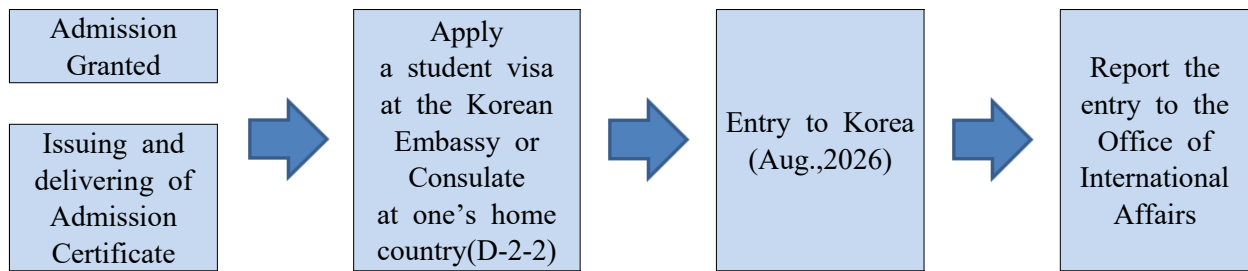 Admission
Granted
Issuing and
delivering of
Admission
Certificate
Apply
a student visa
at the Korean
Embassy or
Consulate
at one’s home
country(D-2-2)
Entry to Korea
(Aug.,2026)
Report the
entry to the
Office of
International
Affairs